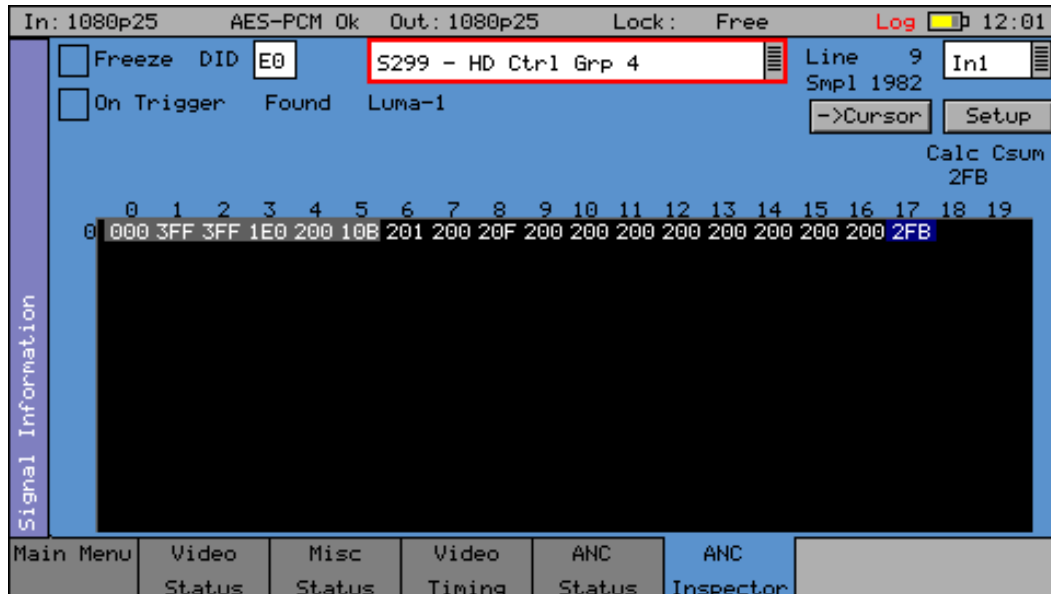 In: 1080p25 AES-PCM Ok Out: 1080p25 Lock: Free Log 12:01
Freeze DID E0 S299 - HD Ctrl Grp 4 Line 9 In1
Smpl 1982
On Trigger Found Luma-1 ->Cursor Setup
Calc Csum
2FB
0 1 2 3 4 5 6 7 8 9 10 11 12 13 14 15 16 17 18 19
0 000 3FF 3FF 1E0 200 10B 201 200 20F 200 200 200 200 200 200 200 200 2FB
Signal Information
Main Menu Video Misc Video ANC ANC
Status Status Timing Status Inspector